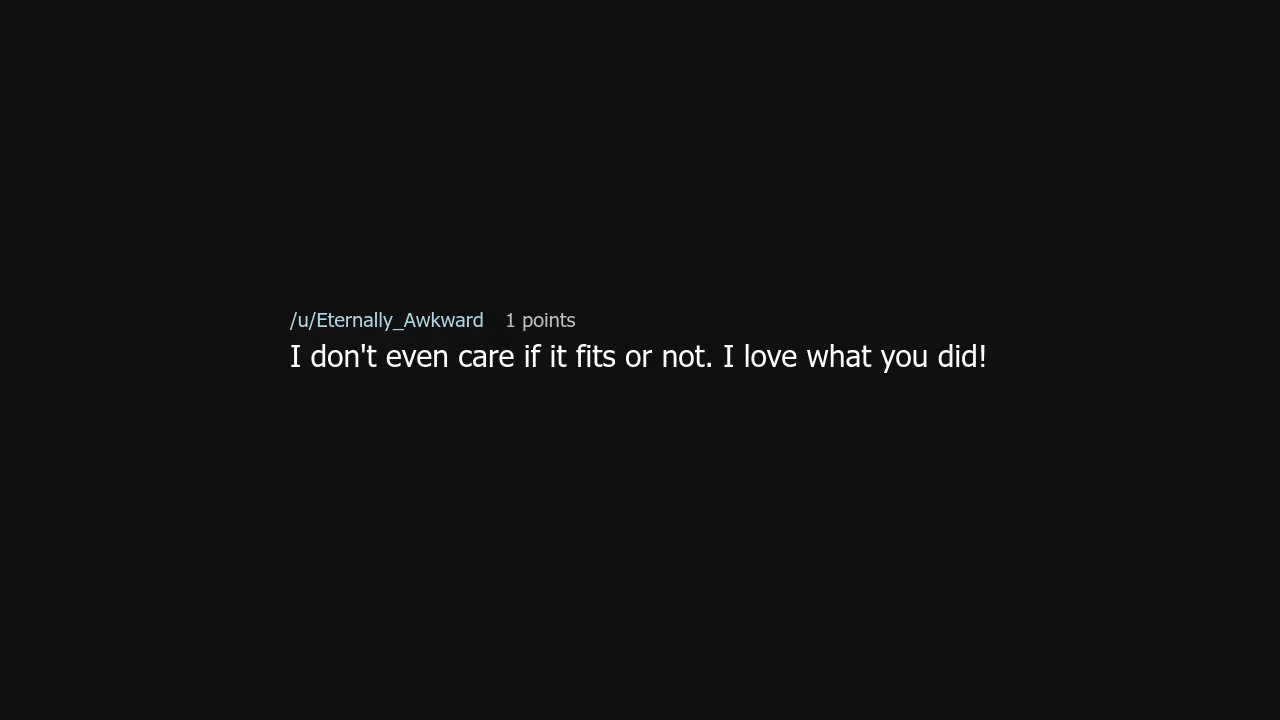 /u/Eternally_Awkward 1 points
I don't even care if it fits or not. I love what you did!